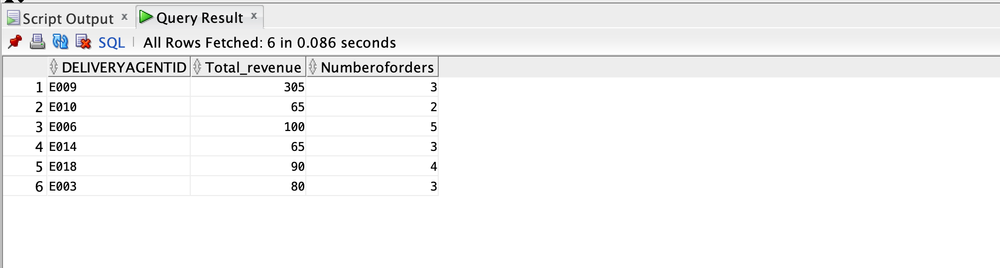 Script Output x Query Result x
SQL | All Rows Fetched: 6 in 0.086 seconds
DELIVERYAGENTID Total_revenue Numberoforders
1 E009 305 3
2 E010 65 2
3 E006 100 5
4 E014 65 3
5 E018 90 4
6 E003 80 3